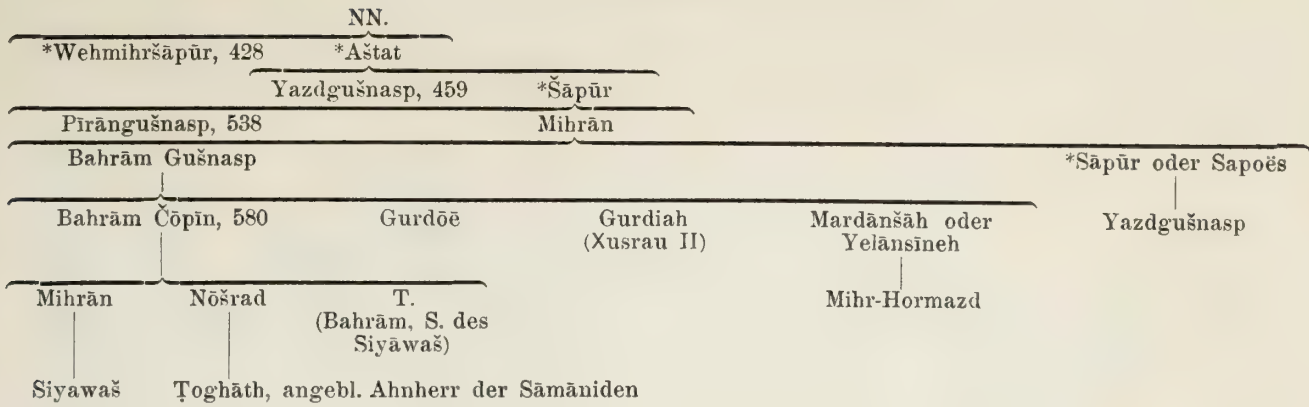 NN.
*Wehmihršāpūr, 428 *Aštat
Yazdgušnasp, 459 *Šāpūr
Pīrāngušnasp, 538 Mihrān
Bahrām Gušnasp *Sāpūr oder Sapoës
Bahrām Čōpīn, 580 Gurdōē Gurdiah Mardānšāh oder Yazdgušnasp
(Xusrau II) Yelānsīneh
Mihrān Nōšrad T. Mihr-Hormazd
(Bahrām, S. des
Siyāwaš)
Siyawaš Ṭoghāth, angebl. Ahnherr der Sāmāniden